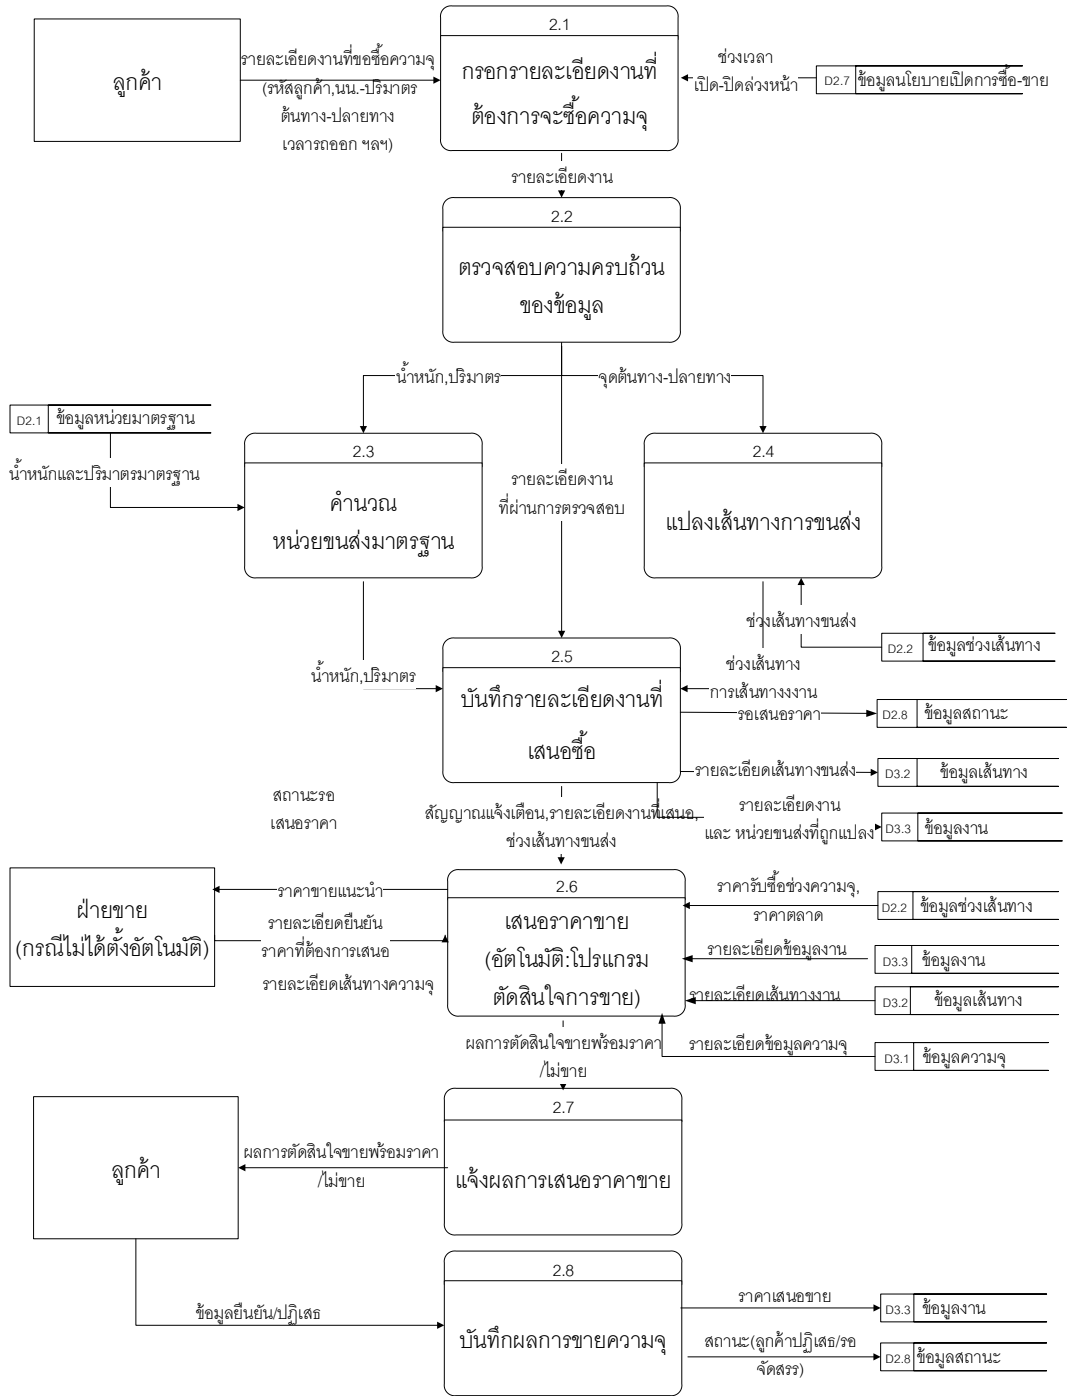 2.1
ลูกค้า
รายละเอียดงานที่ขอซื้อความจุ
(รหัสลูกค้า,นน.-ปริมาตร
ต้นทาง-ปลายทาง
เวลารถออก ฯลฯ)
กรอกรายละเอียดงานที่
ต้องการจะซื้อความจุ
ช่วงเวลา
เปิด-ปิดล่วงหน้า
D2.7 ข้อมูลนโยบายเปิดการซื้อ-ขาย
รายละเอียดงาน
2.2
ตรวจสอบความครบถ้วน
ของข้อมูล
น้ำหนัก,ปริมาตร
จุดต้นทาง-ปลายทาง
D2.1 ข้อมูลหน่วยมาตรฐาน
น้ำหนักและปริมาตรมาตรฐาน
2.3
คำนวณ
หน่วยขนส่งมาตรฐาน
รายละเอียดงาน
ที่ผ่านการตรวจสอบ
2.4
แปลงเส้นทางการขนส่ง
ช่วงเส้นทางขนส่ง
D2.2 ข้อมูลช่วงเส้นทาง
น้ำหนัก,ปริมาตร
2.5
บันทึกรายละเอียดงานที่
เสนอซื้อ
ช่วงเส้นทาง
การเส้นทางงงาน
รอเสนอราคา
D2.8 ข้อมูลสถานะ
รายละเอียดเส้นทางขนส่ง
D3.2 ข้อมูลเส้นทาง
สถานะรอ
เสนอราคา
สัญญาณแจ้งเตือน,รายละเอียดงานที่เสนอ,
ช่วงเส้นทางขนส่ง
รายละเอียดงาน
และ หน่วยขนส่งที่ถูกแปลง
D3.3 ข้อมูลงาน
ฝ่ายขาย
(กรณีไม่ได้ตั้งอัตโนมัติ)
ราคาขายแนะนำ
รายละเอียดยืนยัน
ราคาที่ต้องการเสนอ
รายละเอียดเส้นทางความจุ
2.6
เสนอราคาขาย
(อัตโนมัติ:โปรแกรม
ตัดสินใจการขาย)
ราคารับซื้อช่วงความจุ,
ราคาตลาด
D2.2 ข้อมูลช่วงเส้นทาง
รายละเอียดข้อมูลงาน
D3.3 ข้อมูลงาน
รายละเอียดเส้นทางงาน
D3.2 ข้อมูลเส้นทาง
รายละเอียดข้อมูลความจุ
D3.1 ข้อมูลความจุ
ผลการตัดสินใจขายพร้อมราคา
/ไม่ขาย
2.7
แจ้งผลการเสนอราคาขาย
ผลการตัดสินใจขายพร้อมราคา
/ไม่ขาย
ลูกค้า
ข้อมูลยืนยัน/ปฏิเสธ
2.8
บันทึกผลการขายความจุ
ราคาเสนอขาย
D3.3 ข้อมูลงาน
สถานะ(ลูกค้าปฏิเสธ/รอ
จัดสรร)
D2.8 ข้อมูลสถานะ